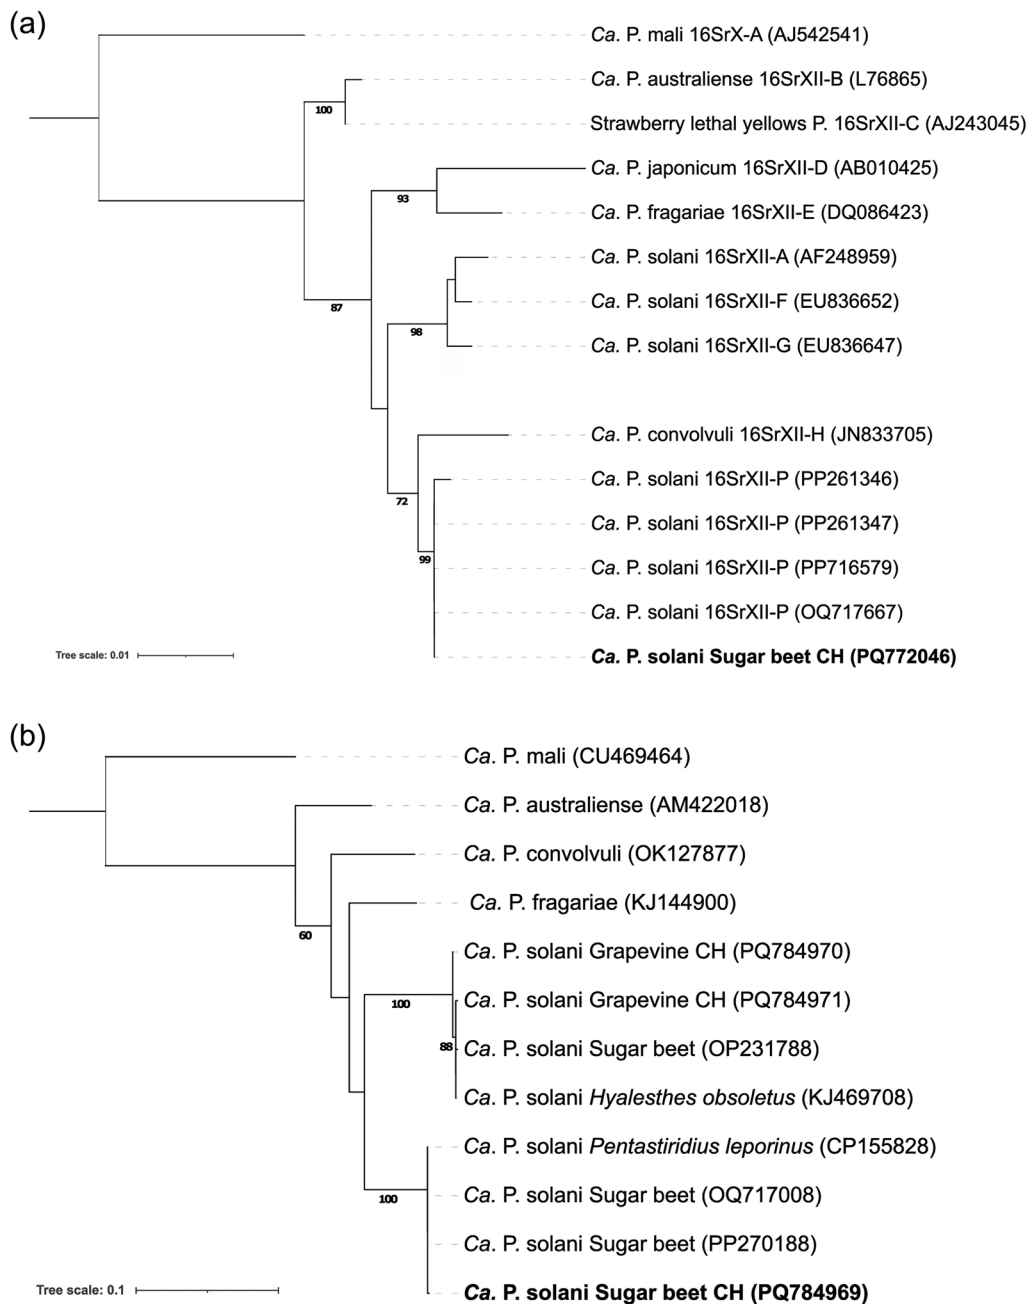 (a)
Ca. P. mali 16SrX-A (AJ542541)
Ca. P. australiense 16SrXII-B (L76865)
100
Strawberry lethal yellows P. 16SrXII-C (AJ243045)
Ca. P. japonicum 16SrXII-D (AB010425)
93
Ca. P. fragariae 16SrXII-E (DQ086423)
Ca. P. solani 16SrXII-A (AF248959)
Ca. P. solani 16SrXII-F (EU836652)
87
98
Ca. P. solani 16SrXII-G (EU836647)
Ca. P. convolvuli 16SrXII-H (JN833705)
Ca. P. solani 16SrXII-P (PP261346)
72
Ca. P. solani 16SrXII-P (PP261347)
99
Ca. P. solani 16SrXII-P (PP716579)
Ca. P. solani 16SrXII-P (OQ717667)
Tree scale: 0.01
Ca. P. solani Sugar beet CH (PQ772046)
(b)
Ca. P. mali (CU469464)
Ca. P. australiense (AM422018)
Ca. P. convolvuli (OK127877)
Ca. P. fragariae (KJ144900)
60
Ca. P. solani Grapevine CH (PQ784970)
Ca. P. solani Grapevine CH (PQ784971)
100
88
Ca. P. solani Sugar beet (OP231788)
Ca. P. solani Hyalesthes obsoletus (KJ469708)
Ca. P. solani Pentastiridius leporinus (CP155828)
Ca. P. solani Sugar beet (OQ717008)
100
Ca. P. solani Sugar beet (PP270188)
Tree scale: 0.1
Ca. P. solani Sugar beet CH (PQ784969)